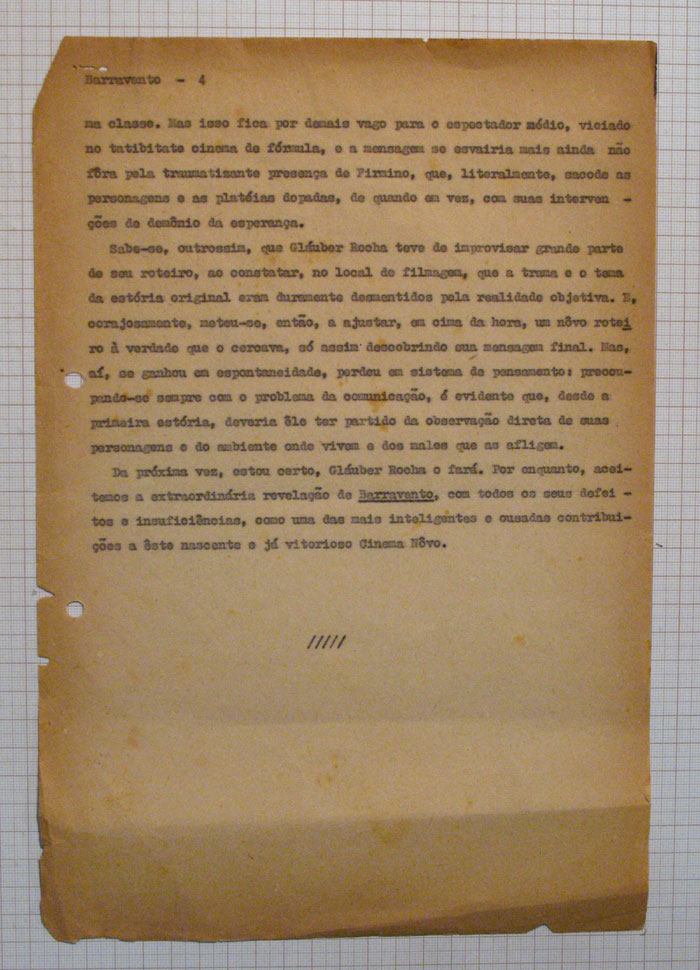 Barravento - 4
ma classe. Mas isso fica por demais vago para o espectador médio, viciado
no tatibitate cinema de fórmula, e a mensagem se esvairia mais ainda não
fôra pela traumatizante presença de Firmino, que, literalmente, sacode as
personagens e as platéias dopadas, de quando em vez, com suas interven -
ções de demônio da esperança.
Sabe-se, outrossim, que Gláuber Rocha teve de improvisar grande parte
de seu roteiro, ao constatar, no local de filmagem, que a trama e o tema
da estória original eram duramente desmentidos pela realidade objetiva. E,
corajosamente, meteu-se, então, a ajustar, em cima da hora, um nôvo rotei
ro à verdade que o cercava, só assim descobrindo sua mensagem final. Mas,
aí, se ganhou em espontaneidade, perdeu em sistema de pensamento: preocu-
pando-se sempre com o problema da comunicação, é evidente que, desde a
primeira estória, deveria êle ter partido da observação direta de suas
personagens e do ambiente onde vivem e dos males que as afligem.
Da próxima vez, estou certo, Gláuber Rocha o fará. Por enquanto, acei-
temos a extraordinária revelação de Barravento, com todos os seus defei -
tos e insuficiências, como uma das mais inteligentes e ousadas contribui-
ções a êste nascente e já vitorioso Cinema Nôvo.
/////